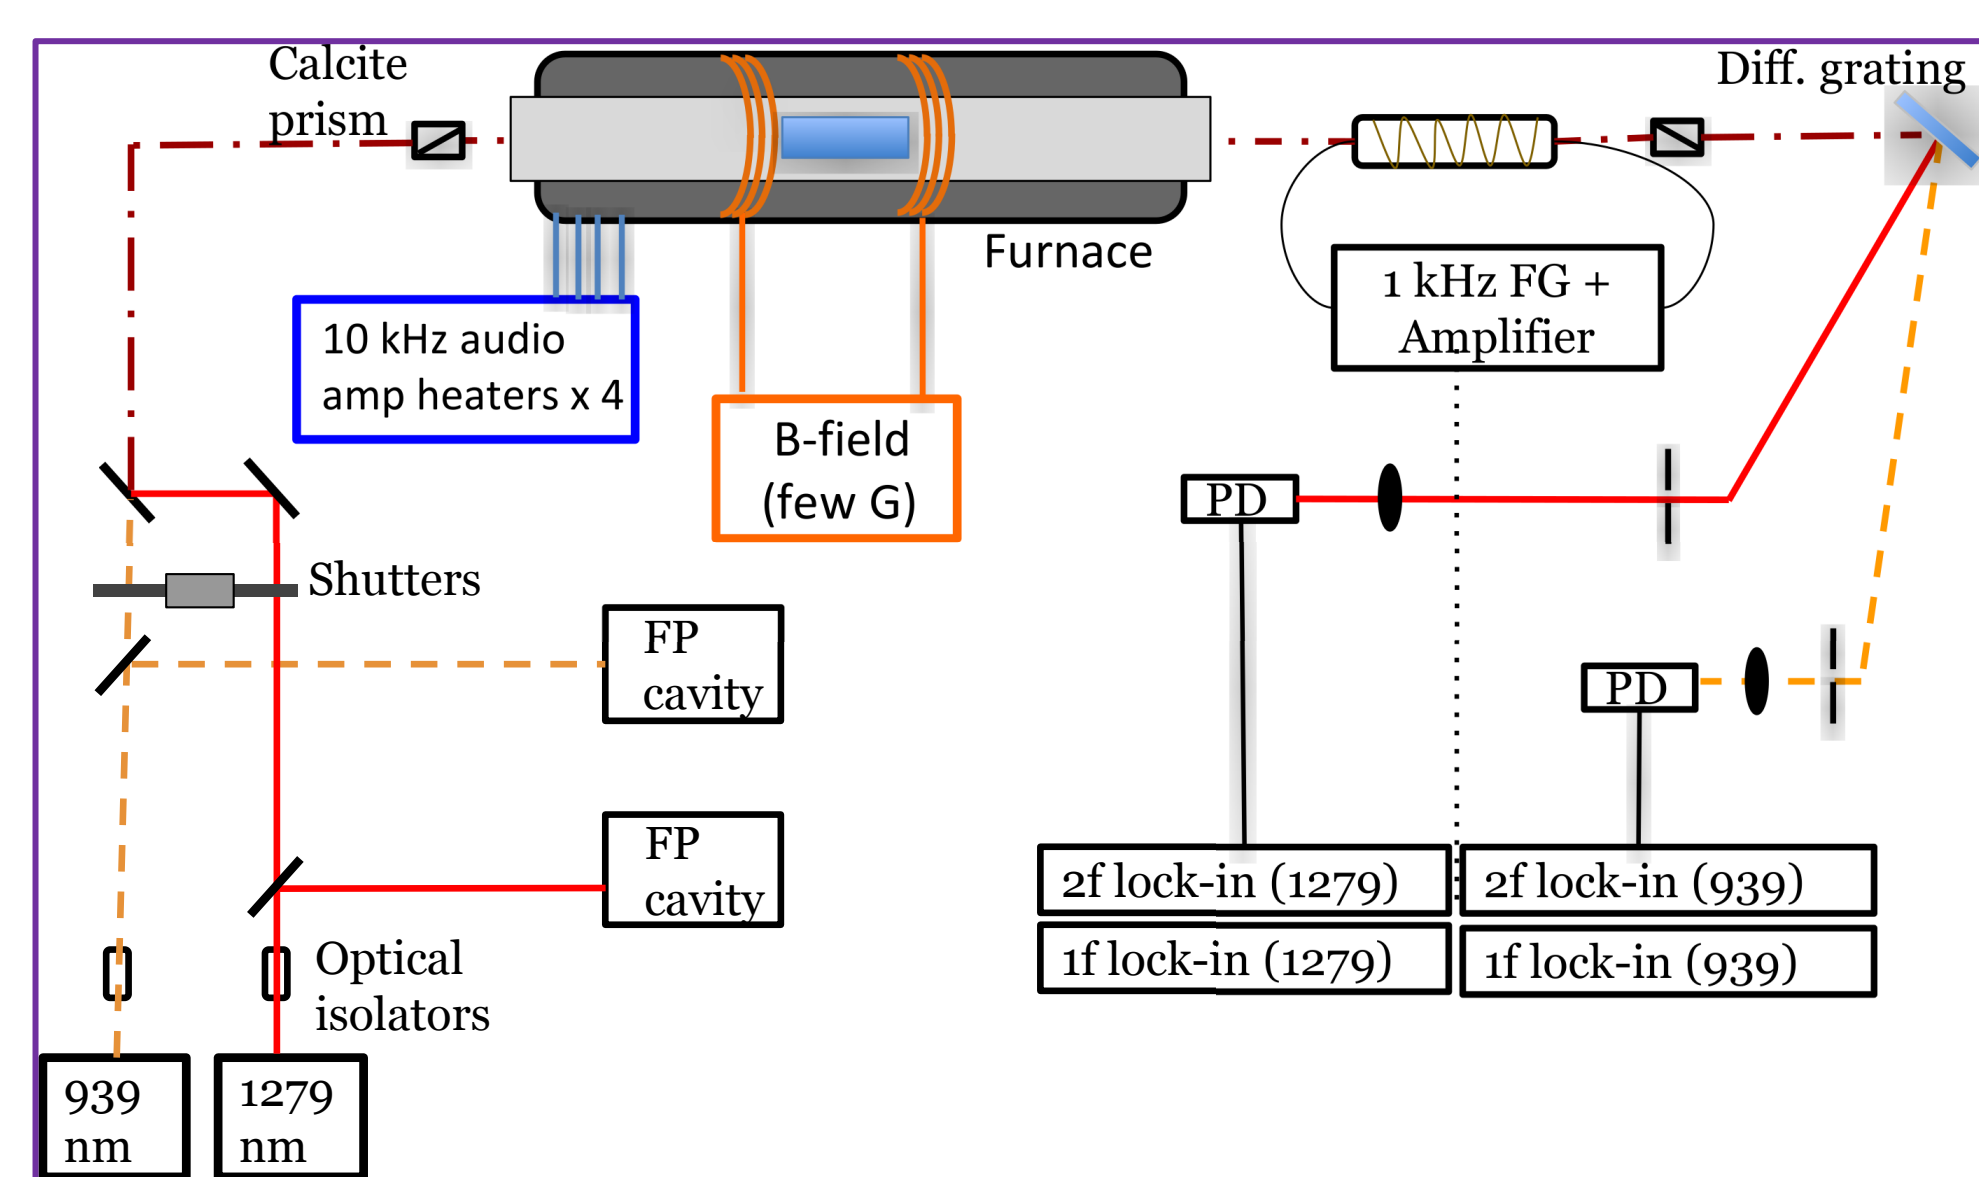 Calcite
prism
Diff. grating
Furnace
1 kHz FG +
Amplifier
10 kHz audio
amp heaters x 4
B-field
(few G)
PD
Shutters
FP
cavity
PD
FP
cavity
2f lock-in (1279)
2f lock-in (939)
1f lock-in (1279)
1f lock-in (939)
Optical
isolators
939
nm
1279
nm